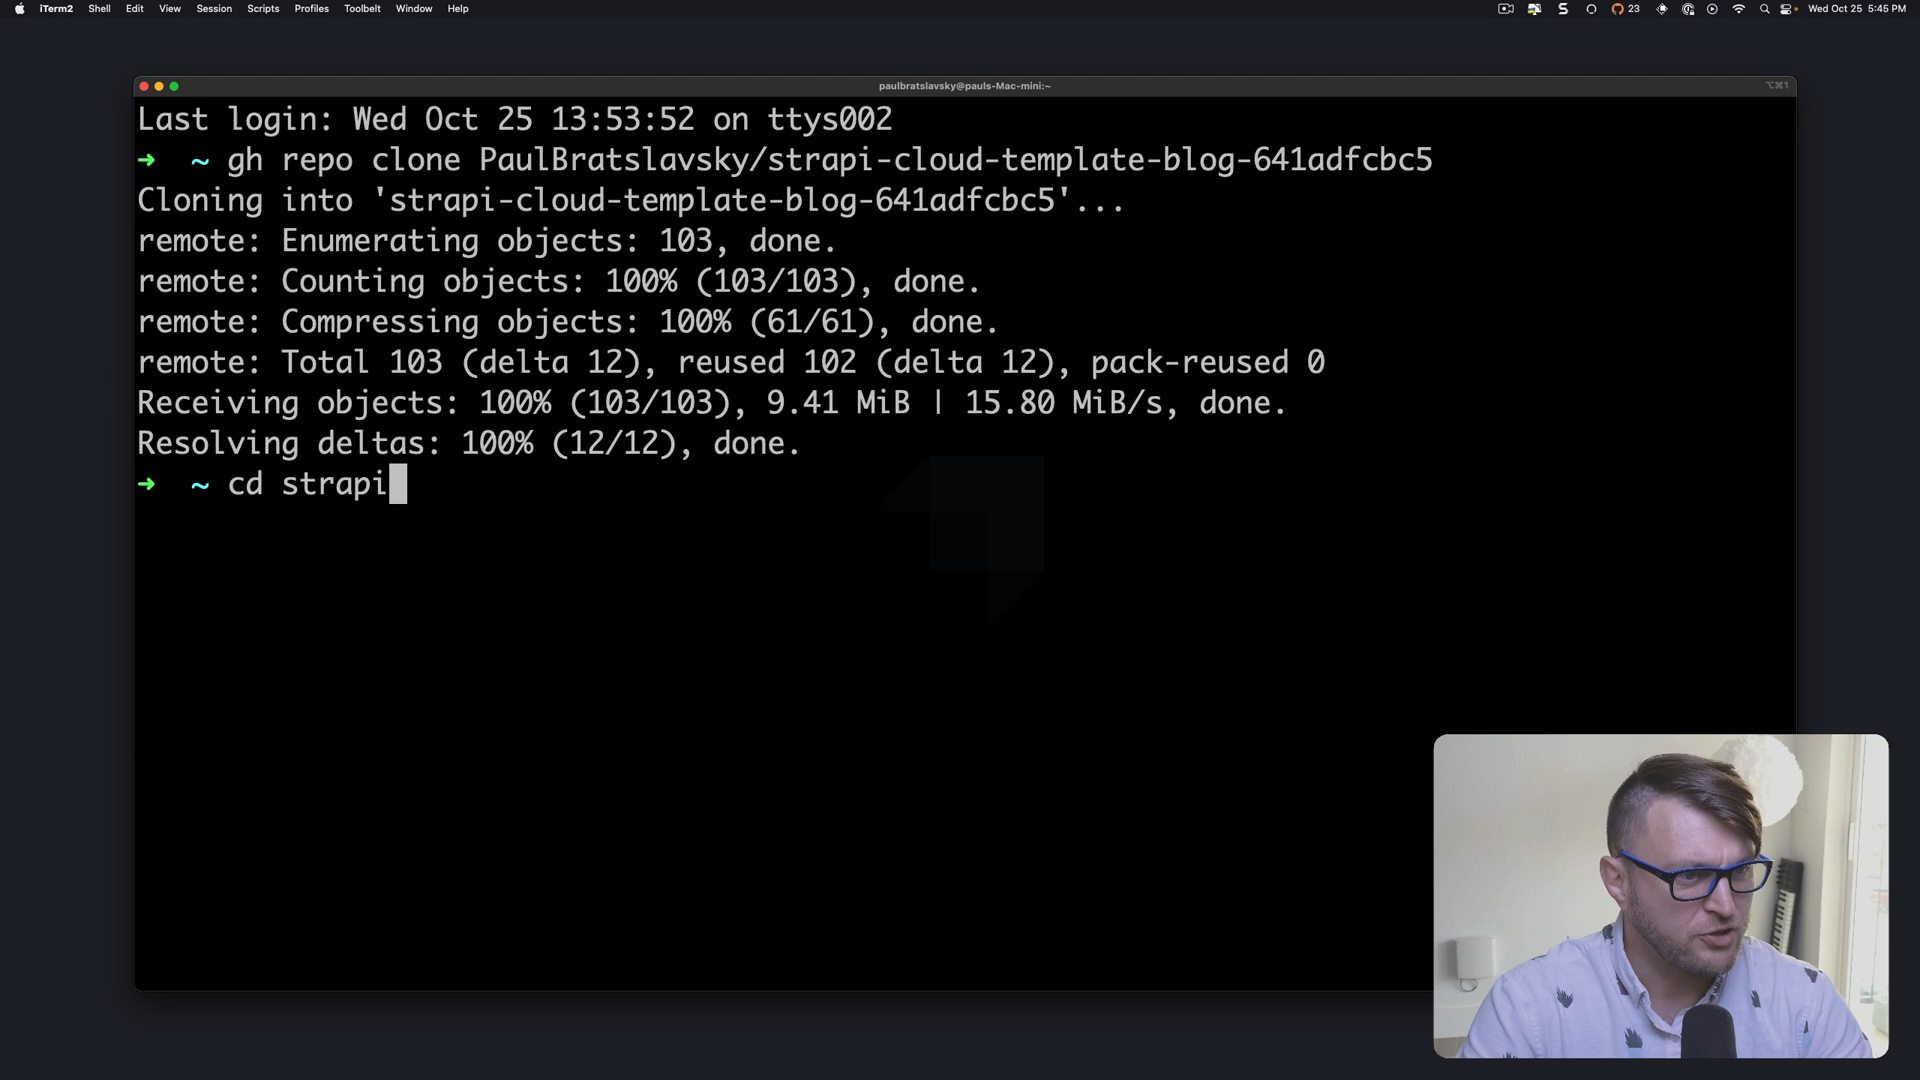 iTerm2 Shell Edit View Session Scripts Profiles Toolbelt Window Help 23 Wed Oct 25 5:45 PM
paulbratslavsky@pauls-Mac-mini:~ ⌥⌘1
Last login: Wed Oct 25 13:53:52 on ttys002
➜ ~ gh repo clone PaulBratslavsky/strapi-cloud-template-blog-641adfcbc5
Cloning into 'strapi-cloud-template-blog-641adfcbc5'...
remote: Enumerating objects: 103, done.
remote: Counting objects: 100% (103/103), done.
remote: Compressing objects: 100% (61/61), done.
remote: Total 103 (delta 12), reused 102 (delta 12), pack-reused 0
Receiving objects: 100% (103/103), 9.41 MiB | 15.80 MiB/s, done.
Resolving deltas: 100% (12/12), done.
➜ ~ cd strapi